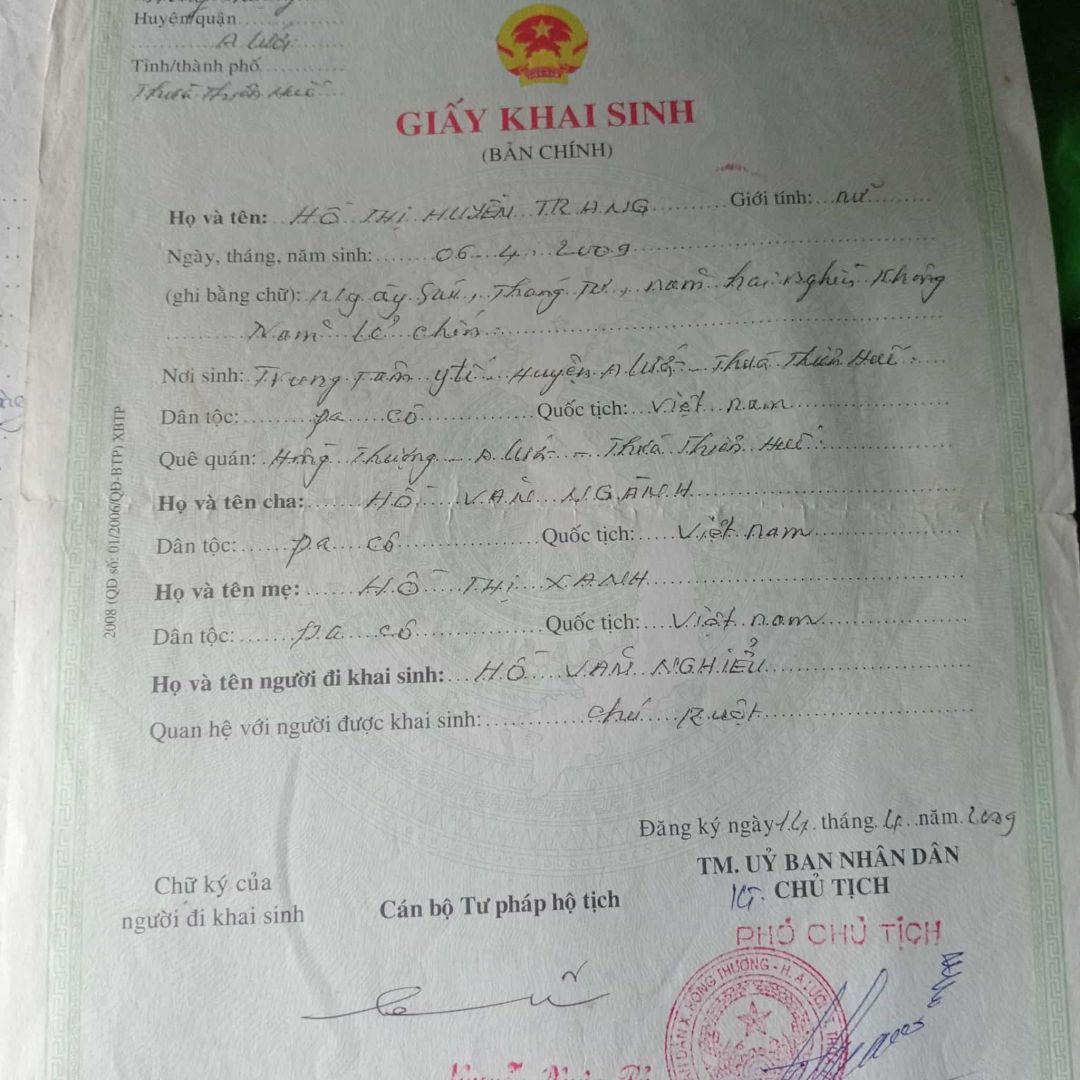 Huyện/quận
A Lưới
Tỉnh/thành phố
Thừa Thiên Huế
GIẤY KHAI SINH
(BẢN CHÍNH)
Họ và tên: HỒ THỊ HUYỀN TRANG Giới tính: nữ
Ngày, tháng, năm sinh: 06.4.2009
(ghi bằng chữ): Ngày Sáu, Tháng Tư, năm hai nghìn không
Năm lẻ chín.
Nơi sinh: Trung Tâm y tế - Huyện A Lưới - Thừa Thiên Huế.
Dân tộc: Pa cô Quốc tịch: Việt nam
Quê quán: Hồng Thượng - A Lưới - Thừa Thiên Huế.
Họ và tên cha: HỒ VĂN NGÀNH
Dân tộc: Pa cô Quốc tịch: Việt nam
Họ và tên mẹ: HỒ THỊ XANH
Dân tộc: Pa cô Quốc tịch: Việt nam
Họ và tên người đi khai sinh: HỒ VĂN NGHIỂU
Quan hệ với người được khai sinh: Chú Ruột
2008 (QĐ số: 01/2006/QĐ-BTP) XBTP
Đăng ký ngày 14 tháng 4 năm 2009
TM. UỶ BAN NHÂN DÂN
KT. CHỦ TỊCH
PHÓ CHỦ TỊCH
Chữ ký của
người đi khai sinh
Cán bộ Tư pháp hộ tịch
DÂN X. HỒNG THƯỢNG - H. A LƯỚI